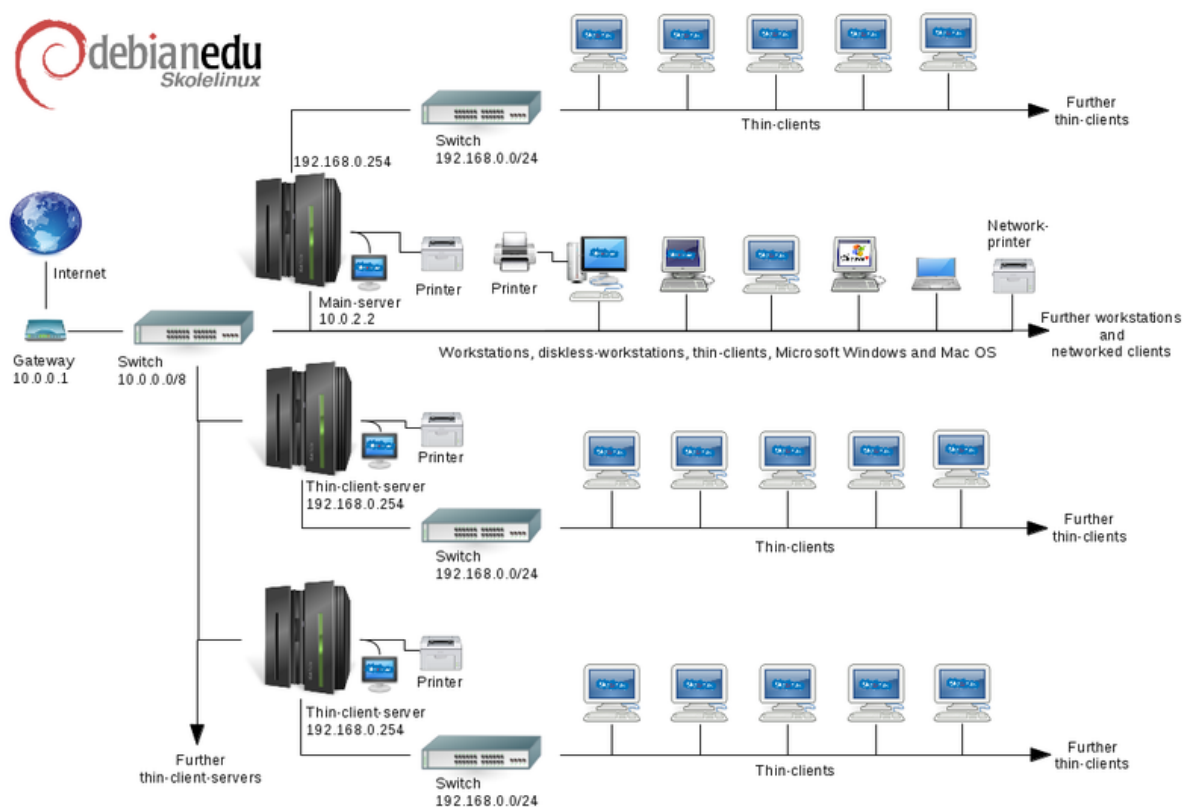 debianedu
Skolelinux
Thin-clients
Further
thin-clients
Switch
192.168.0.0/24
192.168.0.254
Internet
Gateway
10.0.0.1
Switch
10.0.0.0/8
Main-server
10.0.2.2
Printer
Printer
Network-
printer
Workstations, diskless-workstations, thin-clients, Microsoft Windows and Mac OS
Further workstations
and
networked clients
Thin-client-server
192.168.0.254
Printer
Switch
192.168.0.0/24
Thin-clients
Further
thin-clients
Thin-client-server
192.168.0.254
Printer
Switch
192.168.0.0/24
Thin-clients
Further
thin-clients
Further
thin-client-servers